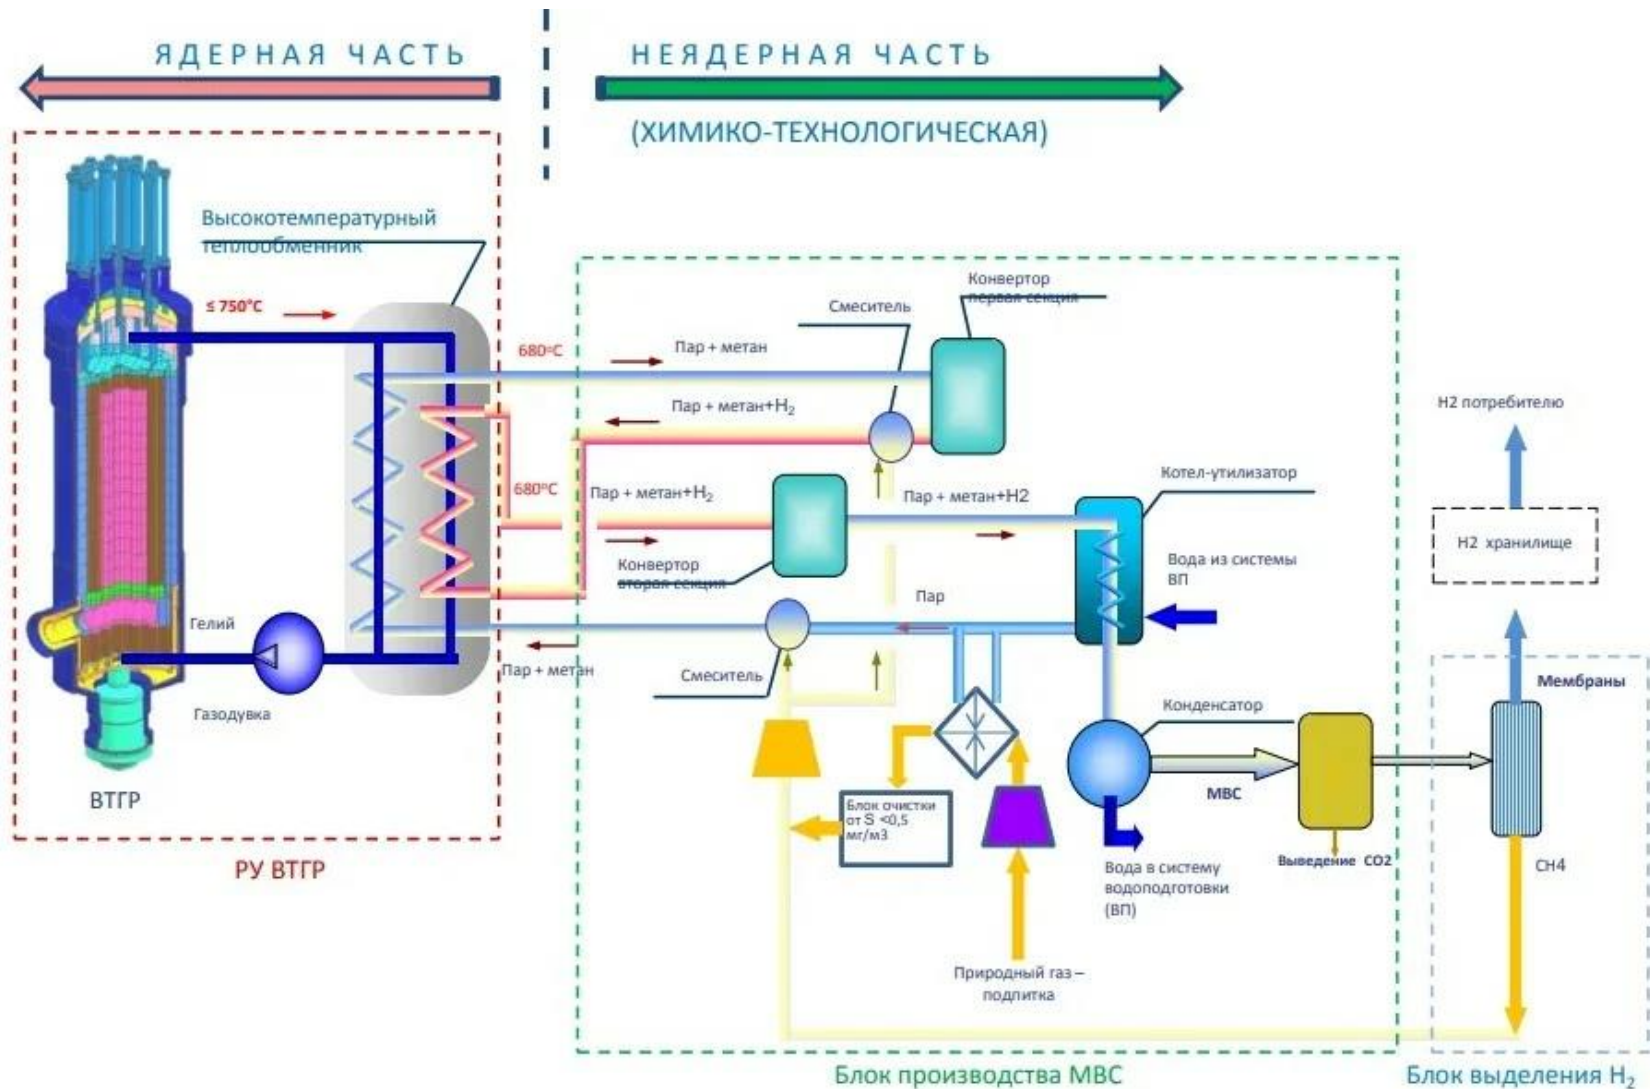 ЯДЕРНАЯ ЧАСТЬ
НЕЯДЕРНАЯ ЧАСТЬ
(ХИМИКО-ТЕХНОЛОГИЧЕСКАЯ)
Высокотемпературный
теплообменник
≤ 750°C
Конвертор
первая секция
Смеситель
680°C
Пар + метан
Пар + метан+H₂
H2 потребителю
680°C
Пар + метан+H₂
Пар + метан+H2
Котел-утилизатор
H2 хранилище
Конвертор
вторая секция
Вода из системы
ВП
Пар
Гелий
Пар + метан
Смеситель
Мембраны
Газодувка
Конденсатор
ВТГР
МВС
Блок очистки
от S <0,5
мг/м3
Выведение CO2
CH4
РУ ВТГР
Вода в систему
водоподготовки
(ВП)
Природный газ –
подпитка
Блок производства МВС
Блок выделения H₂